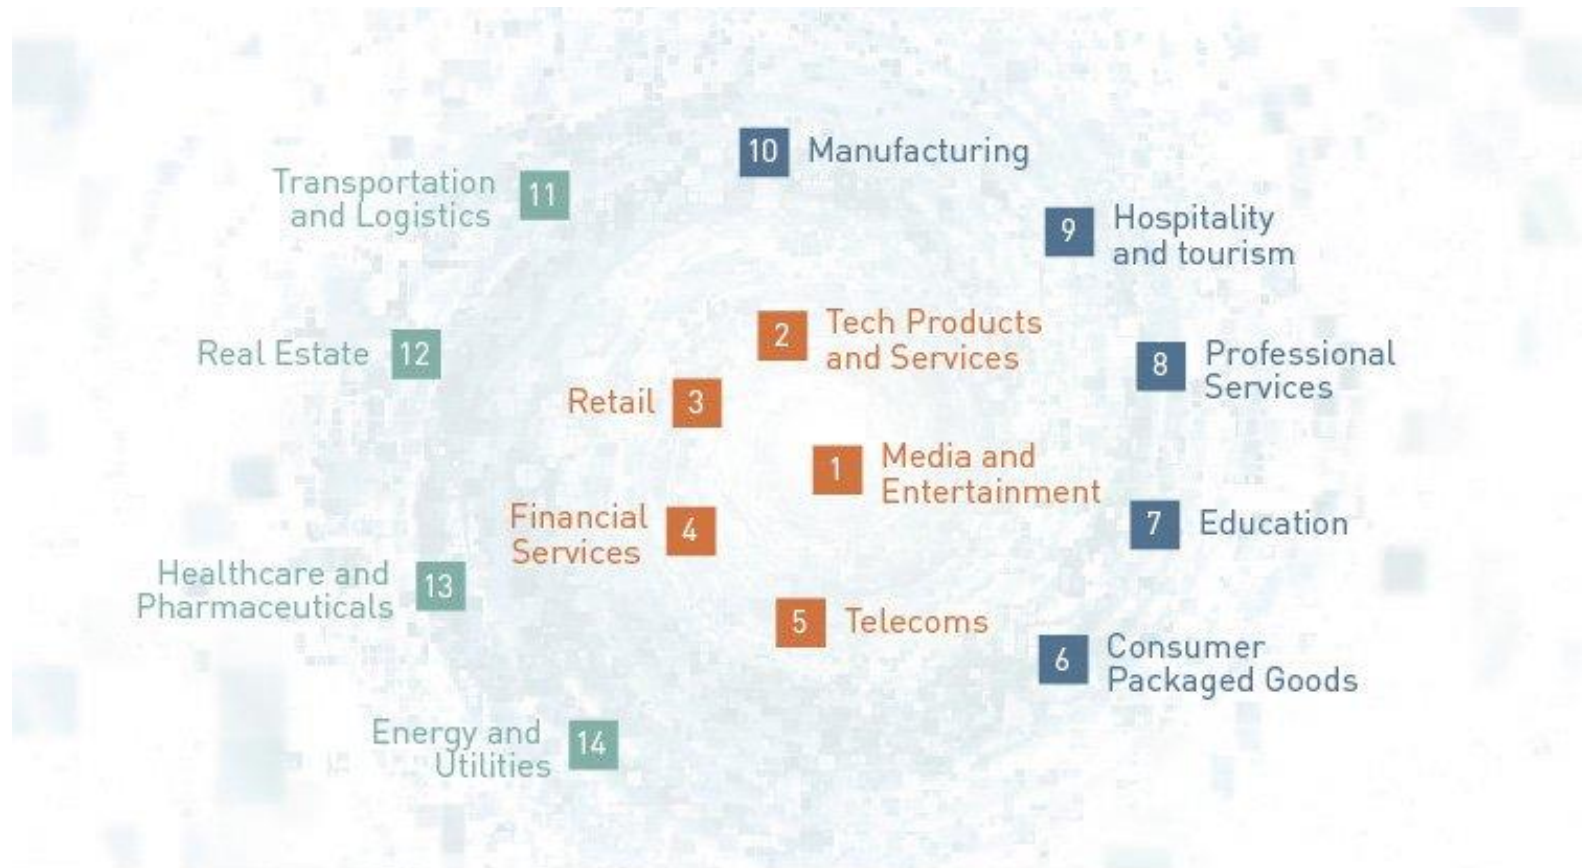 10 Manufacturing
Transportation
and Logistics 11
9 Hospitality
and tourism
2 Tech Products
and Services
Real Estate 12
8 Professional
Services
Retail 3
1 Media and
Entertainment
Financial
Services 4
7 Education
Healthcare and
Pharmaceuticals 13
5 Telecoms
6 Consumer
Packaged Goods
Energy and
Utilities 14